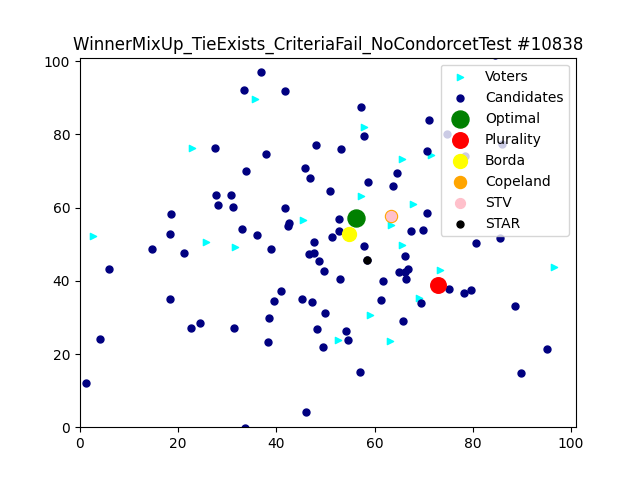 WinnerMixUp_TieExists_CriteriaFail_NoCondorcetTest #10838
100
80
60
40
20
0
0
20
40
60
80
100
Voters
Candidates
Optimal
Plurality
Borda
Copeland
STV
STAR